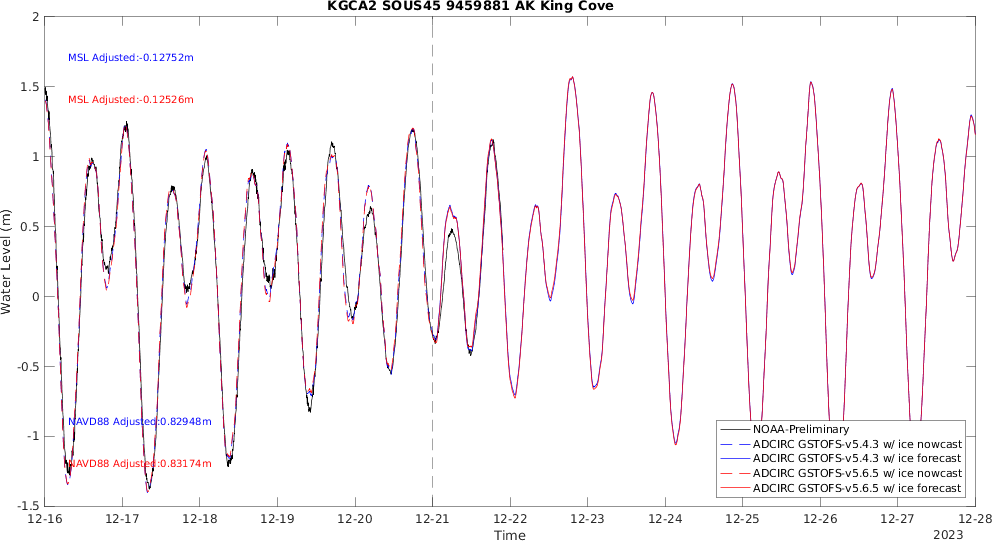 KGCA2 SOUS45 9459881 AK King Cove
Water Level (m)
2
1.5
1
0.5
0
-0.5
-1
-1.5
MSL Adjusted:-0.12752m
MSL Adjusted:-0.12526m
NAVD88 Adjusted:0.82948m
NAVD88 Adjusted:0.83174m
NOAA-Preliminary
ADCIRC GSTOFS-v5.4.3 w/ ice nowcast
ADCIRC GSTOFS-v5.4.3 w/ ice forecast
ADCIRC GSTOFS-v5.6.5 w/ ice nowcast
ADCIRC GSTOFS-v5.6.5 w/ ice forecast
12-16 12-17 12-18 12-19 12-20 12-21 12-22 12-23 12-24 12-25 12-26 12-27 12-28
Time
2023